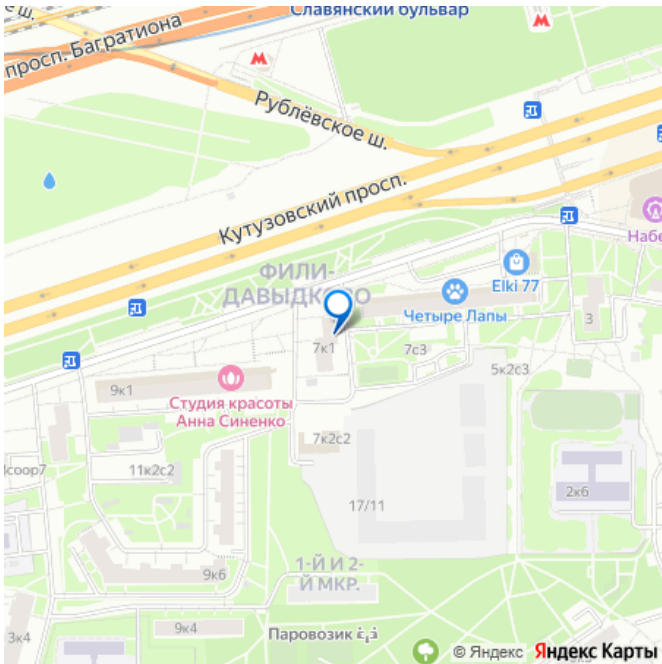 Славянский бульвар
ш.
просп. Багратиона
Рублёвское ш.
Кутузовский просп.
Набе
ФИЛИ-
ДАВЫДКОВО
Elki 77
Четыре Лапы
3
7к1
7с3
5к2с3
9к1
Студия красоты
Анна Синенко
7к2с2
11к2с2
3соор7
2к6
17/11
1-Й И 2-
Й МКР.
9к6
3к4
9к4
Паровозик
© Яндекс Яндекс Карты